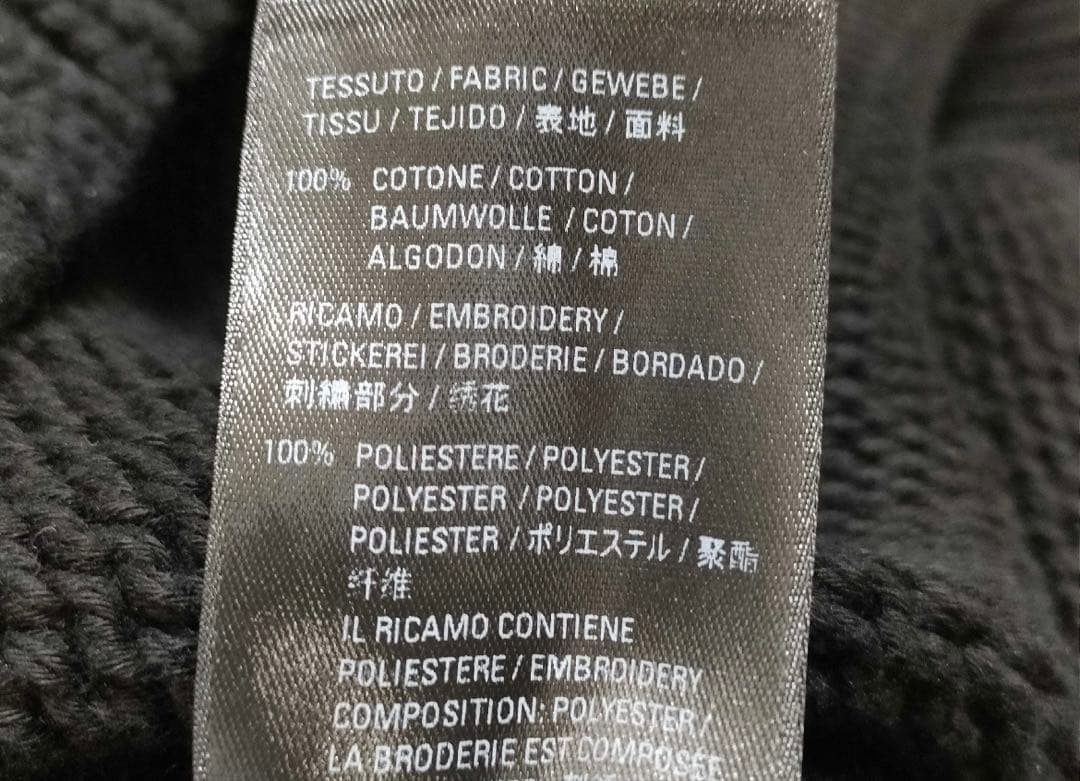 TESSUTO / FABRIC / GEWEBE /
TISSU / TEJIDO / 表地 / 面料
100% COTONE / COTTON /
BAUMWOLLE / COTON /
ALGODON / 綿 / 棉
RICAMO / EMBROIDERY /
STICKEREI / BRODERIE / BORDADO /
刺繍部分 / 绣花
100% POLIESTERE / POLYESTER /
POLYESTER / POLYESTER /
POLIESTER / ポリエステル / 聚酯
纤维
IL RICAMO CONTIENE
POLIESTERE / EMBROIDERY
COMPOSITION: POLYESTER /
LA BRODERIE EST COMPOSÉE